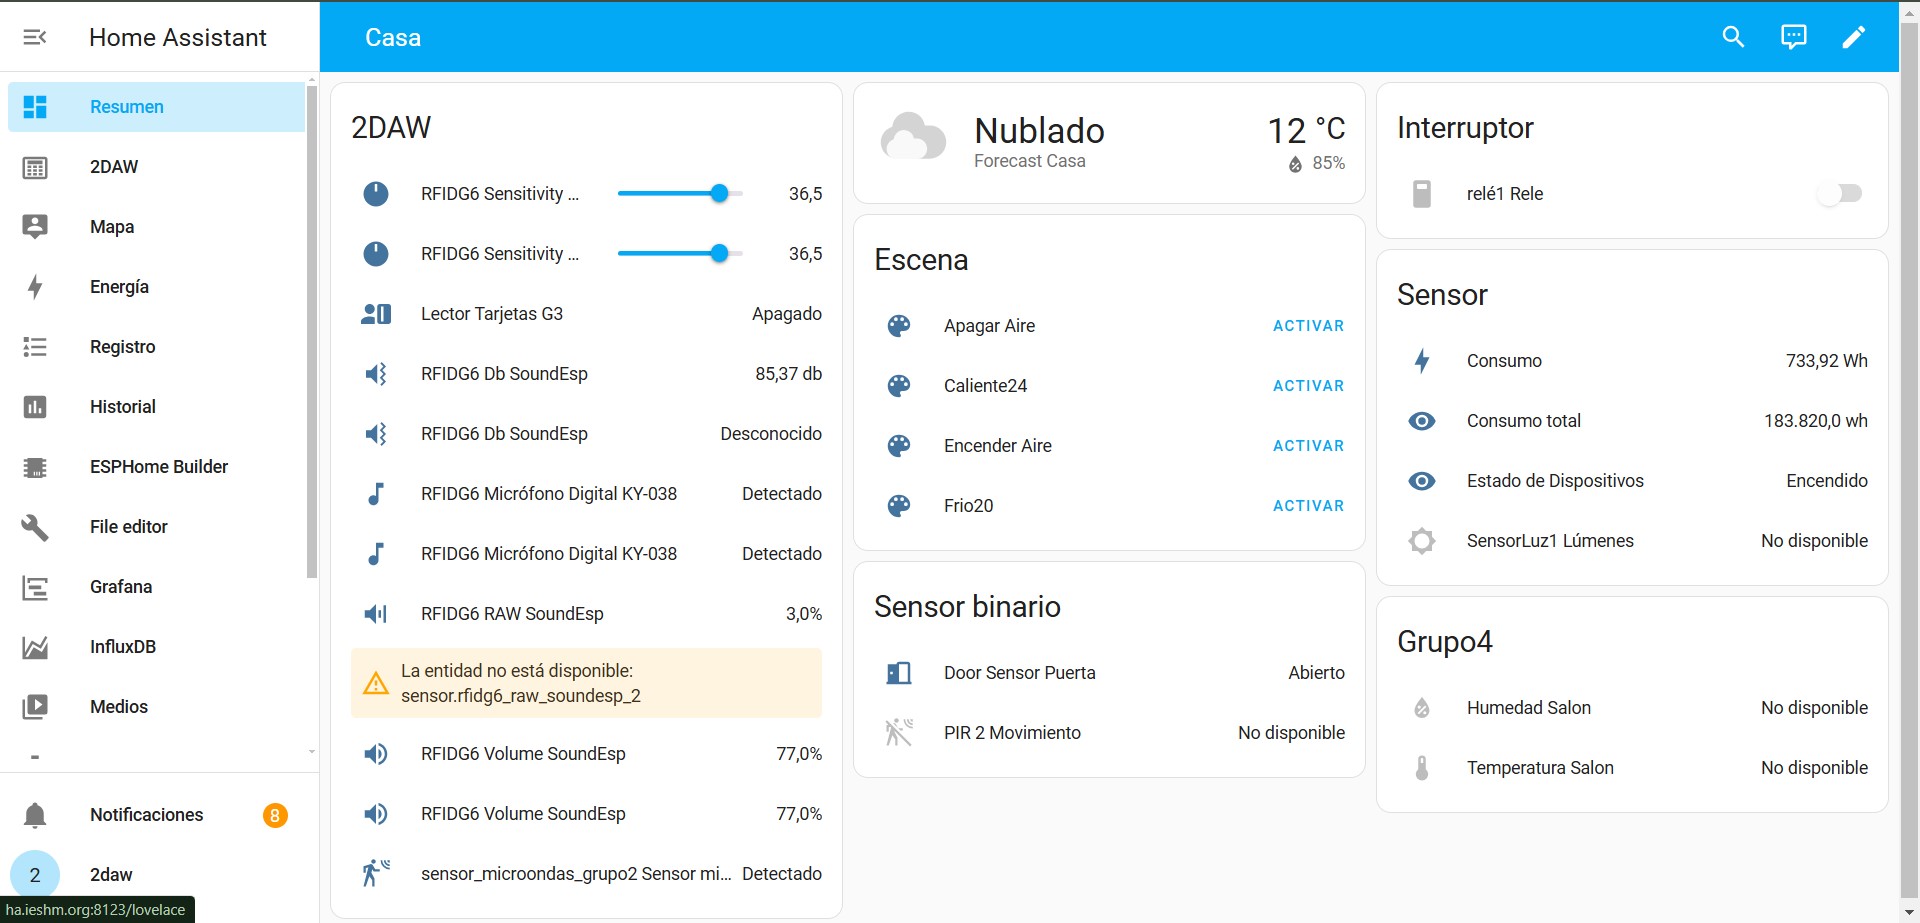 Home Assistant
Resumen
2DAW
Mapa
Energía
Registro
Historial
ESPHome Builder
File editor
Grafana
InfluxDB
Medios
Notificaciones
8
2
2daw
ha.ieshm.org:8123/lovelace
Casa
2DAW
RFIDG6 Sensitivity ... 36,5
RFIDG6 Sensitivity ... 36,5
Lector Tarjetas G3 Apagado
RFIDG6 Db SoundEsp 85,37 db
RFIDG6 Db SoundEsp Desconocido
RFIDG6 Micrófono Digital KY-038 Detectado
RFIDG6 Micrófono Digital KY-038 Detectado
RFIDG6 RAW SoundEsp 3,0%
La entidad no está disponible:
sensor.rfidg6_raw_soundesp_2
RFIDG6 Volume SoundEsp 77,0%
RFIDG6 Volume SoundEsp 77,0%
sensor_microondas_grupo2 Sensor mi... Detectado
Nublado 12 °C
Forecast Casa 85%
Escena
Apagar Aire ACTIVAR
Caliente24 ACTIVAR
Encender Aire ACTIVAR
Frio20 ACTIVAR
Sensor binario
Door Sensor Puerta Abierto
PIR 2 Movimiento No disponible
Interruptor
relé1 Rele
Sensor
Consumo 733,92 Wh
Consumo total 183.820,0 wh
Estado de Dispositivos Encendido
SensorLuz1 Lúmenes No disponible
Grupo4
Humedad Salon No disponible
Temperatura Salon No disponible